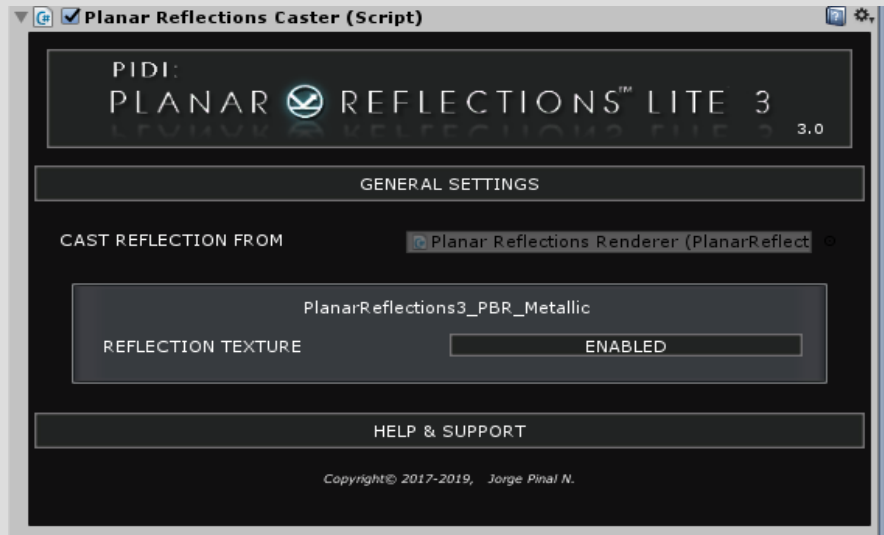 Planar Reflections Caster (Script)
PIDI:
PLANAR REFLECTIONS™ LITE 3
3.0
GENERAL SETTINGS
CAST REFLECTION FROM
Planar Reflections Renderer (PlanarReflect
PlanarReflections3_PBR_Metallic
REFLECTION TEXTURE
ENABLED
HELP & SUPPORT
Copyright© 2017-2019, Jorge Pinal N.